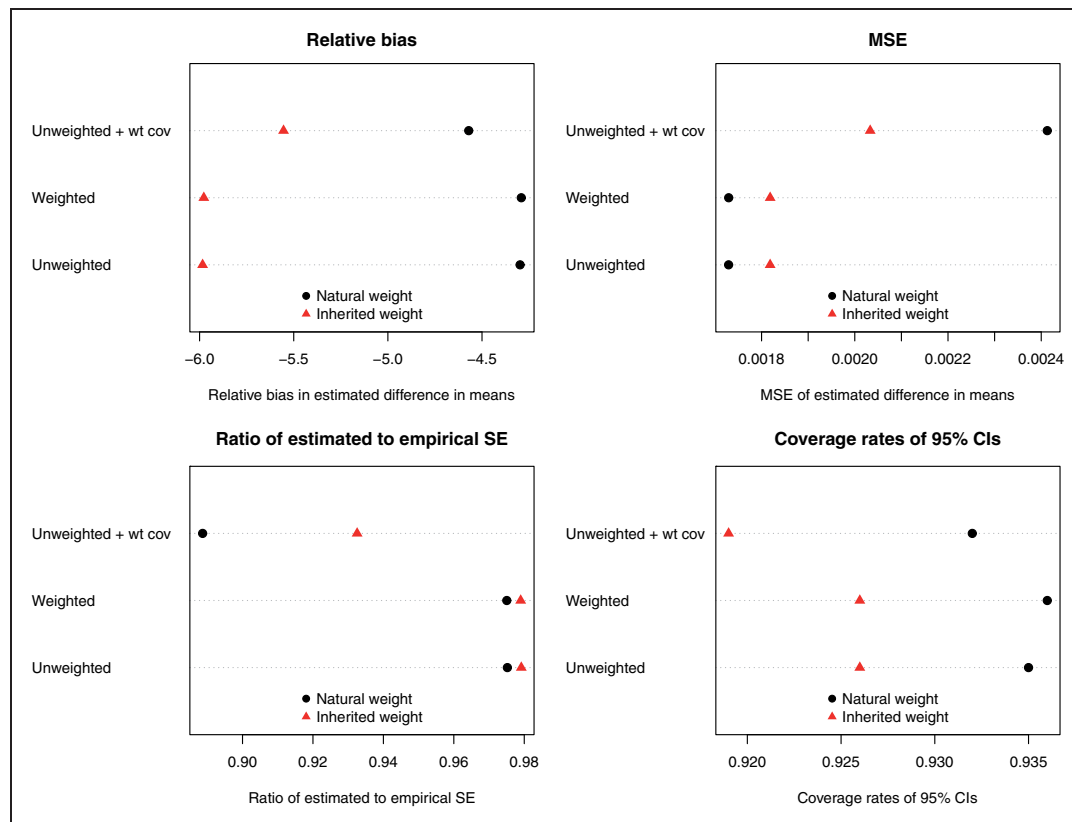 Relative bias
Unweighted + wt cov
Weighted
Unweighted
Natural weight
Inherited weight
−6.0 −5.5 −5.0 −4.5
Relative bias in estimated difference in means
MSE
Unweighted + wt cov
Weighted
Unweighted
Natural weight
Inherited weight
0.0018 0.0020 0.0022 0.0024
MSE of estimated difference in means
Ratio of estimated to empirical SE
Unweighted + wt cov
Weighted
Unweighted
Natural weight
Inherited weight
0.90 0.92 0.94 0.96 0.98
Ratio of estimated to empirical SE
Coverage rates of 95% CIs
Unweighted + wt cov
Weighted
Unweighted
Natural weight
Inherited weight
0.920 0.925 0.930 0.935
Coverage rates of 95% CIs